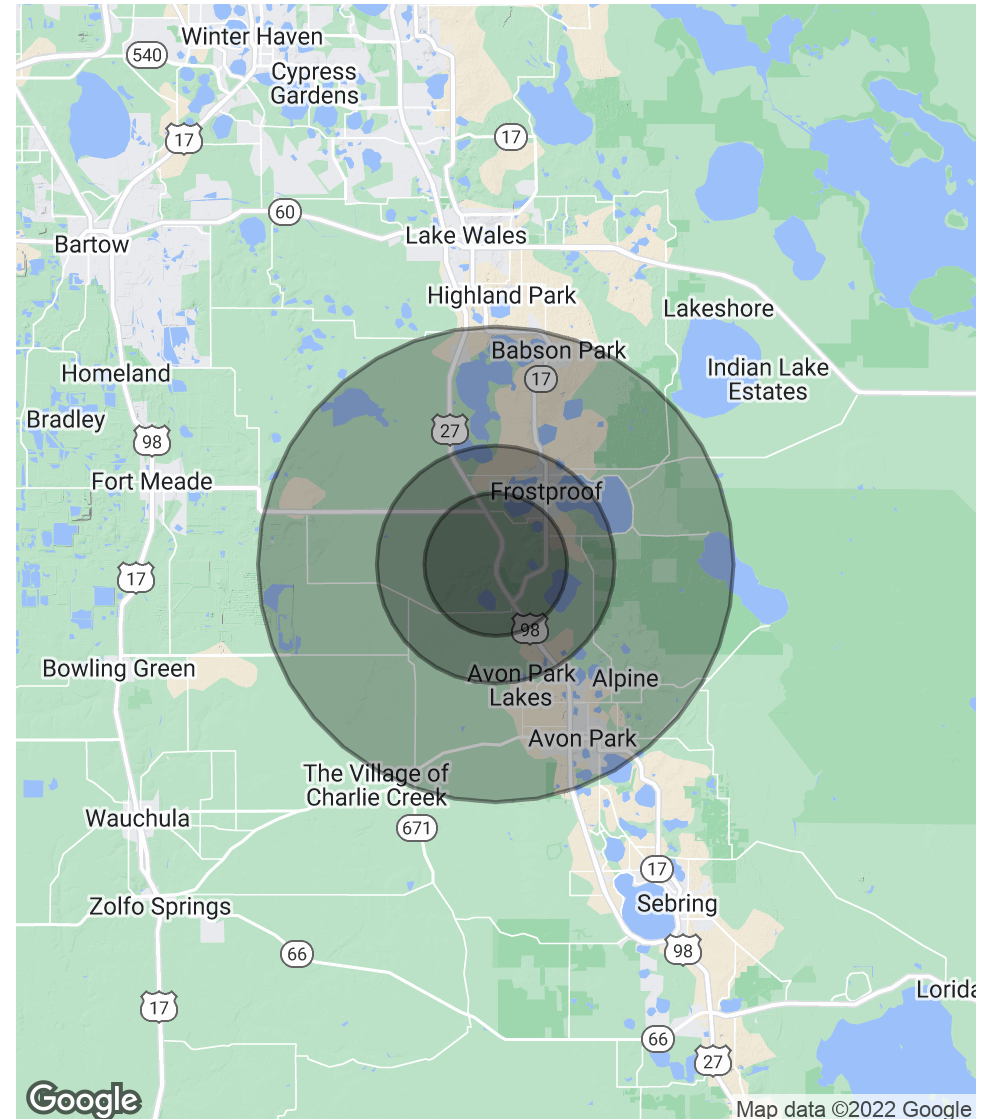 Winter Haven
540
Cypress
Gardens
17
17
60
Bartow
Lake Wales
Highland Park
Lakeshore
Babson Park
Indian Lake
Estates
Homeland
17
Bradley
27
98
Fort Meade
Frostproof
17
98
Bowling Green
Avon Park
Lakes
Alpine
Avon Park
The Village of
Charlie Creek
Wauchula
671
17
Zolfo Springs
Sebring
66
98
Lorida
17
66
27
Google
Map data ©2022 Google